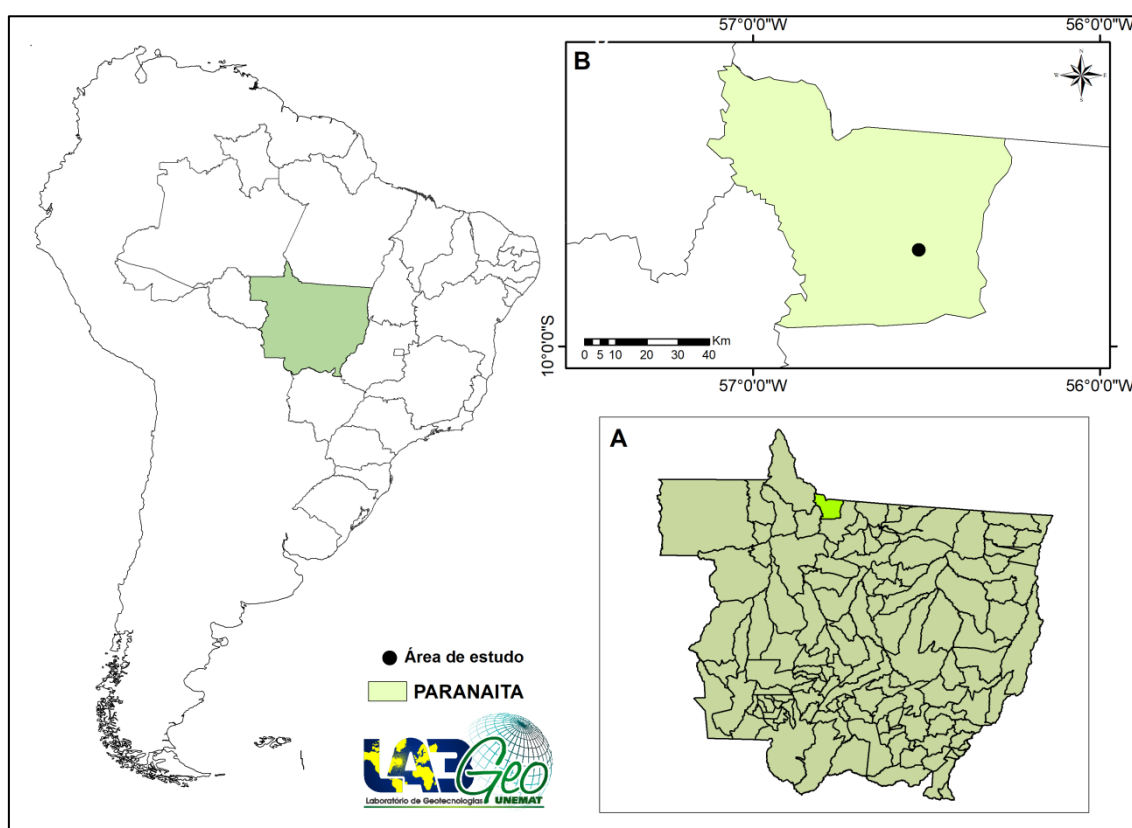 57°0'0"W 56°0'0"W
B
N
W E
S
Km
0 5 10 20 30 40
10°0'0"S
57°0'0"W 56°0'0"W
A
Área de estudo
PARANAITA
LABGeo
Laboratório de Geotecnologias UNEMAT